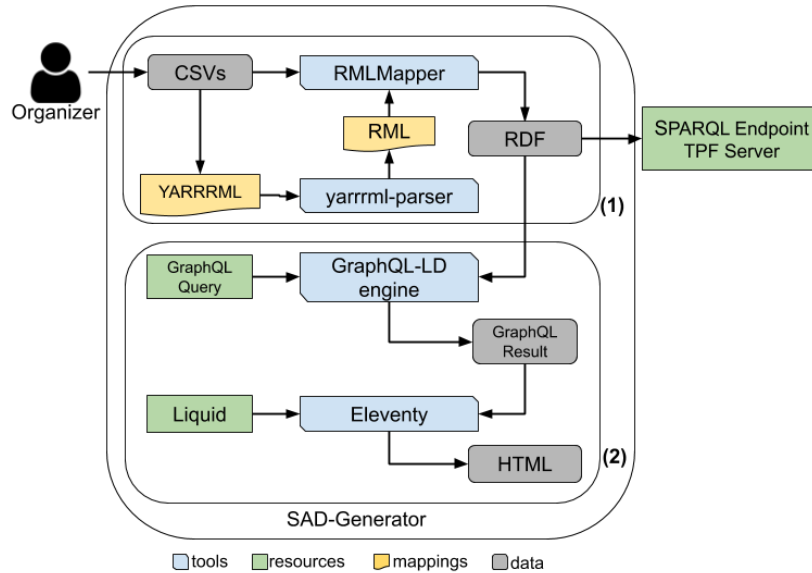 CSVs
RMLMapper
Organizer
RML
RDF
SPARQL Endpoint
TPF Server
YARRRML
yarrrml-parser
(1)
GraphQL
Query
GraphQL-LD
engine
GraphQL
Result
Liquid
Eleventy
HTML
(2)
SAD-Generator
tools
resources
mappings
data